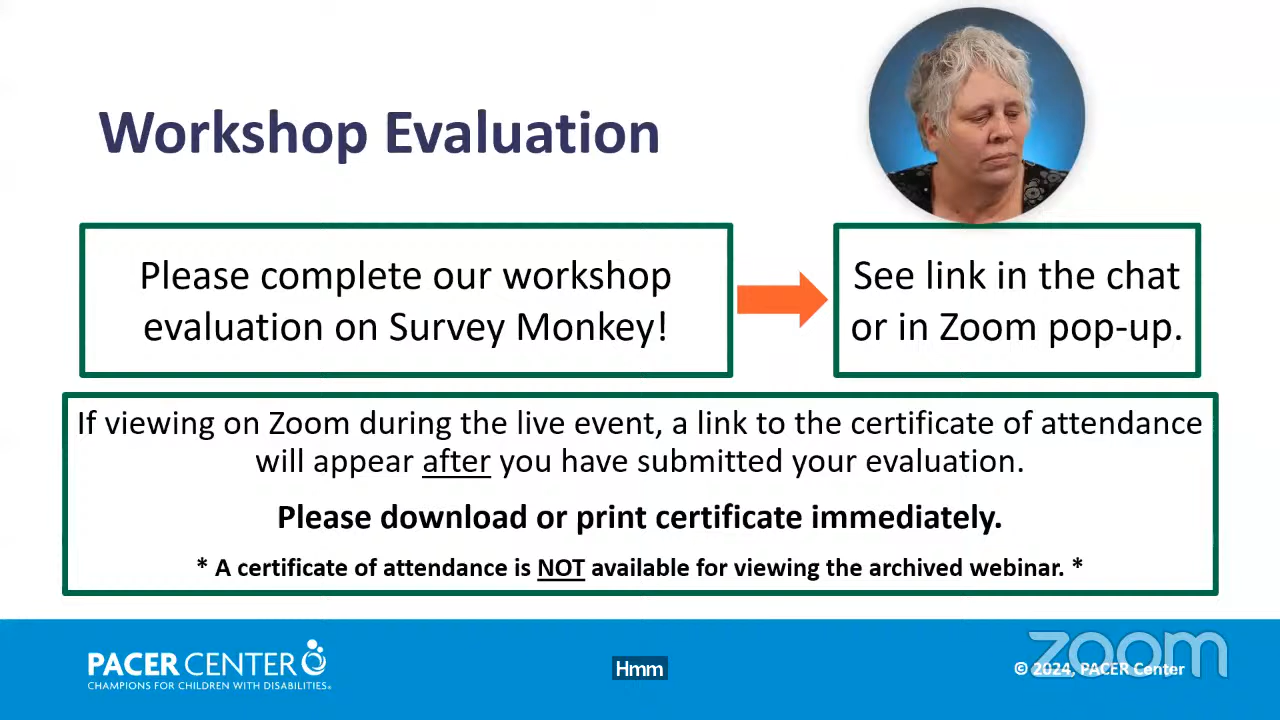 Workshop Evaluation
Please complete our workshop
evaluation on Survey Monkey!
See link in the chat
or in Zoom pop-up.
If viewing on Zoom during the live event, a link to the certificate of attendance
will appear after you have submitted your evaluation.
Please download or print certificate immediately.
* A certificate of attendance is NOT available for viewing the archived webinar. *
PACER CENTER
CHAMPIONS FOR CHILDREN WITH DISABILITIES®
Hmm
© 2024, PACER Center
zoom